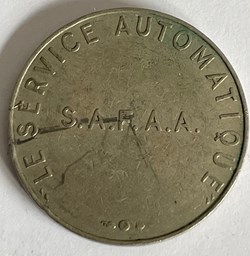 "LE SERVICE AUTOMATIQUE"
S.A.F.A.A.